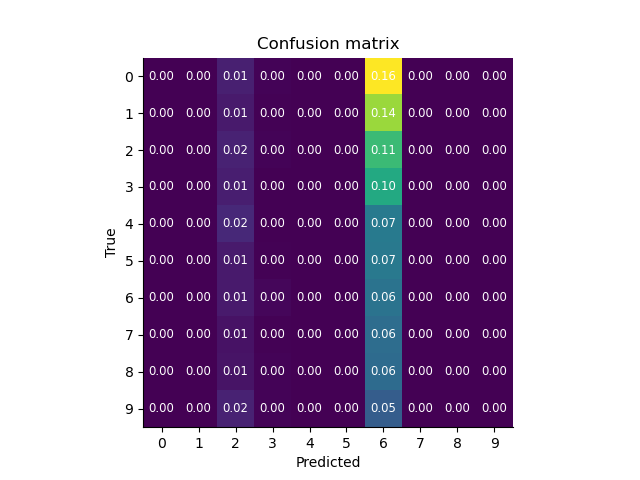 Confusion matrix
0 0.00 0.00 0.01 0.00 0.00 0.00 0.16 0.00 0.00 0.00
1 0.00 0.00 0.01 0.00 0.00 0.00 0.14 0.00 0.00 0.00
2 0.00 0.00 0.02 0.00 0.00 0.00 0.11 0.00 0.00 0.00
3 0.00 0.00 0.01 0.00 0.00 0.00 0.10 0.00 0.00 0.00
4 0.00 0.00 0.02 0.00 0.00 0.00 0.07 0.00 0.00 0.00
5 0.00 0.00 0.01 0.00 0.00 0.00 0.07 0.00 0.00 0.00
6 0.00 0.00 0.01 0.00 0.00 0.00 0.06 0.00 0.00 0.00
7 0.00 0.00 0.01 0.00 0.00 0.00 0.06 0.00 0.00 0.00
8 0.00 0.00 0.01 0.00 0.00 0.00 0.06 0.00 0.00 0.00
9 0.00 0.00 0.02 0.00 0.00 0.00 0.05 0.00 0.00 0.00
0 1 2 3 4 5 6 7 8 9
Predicted
True